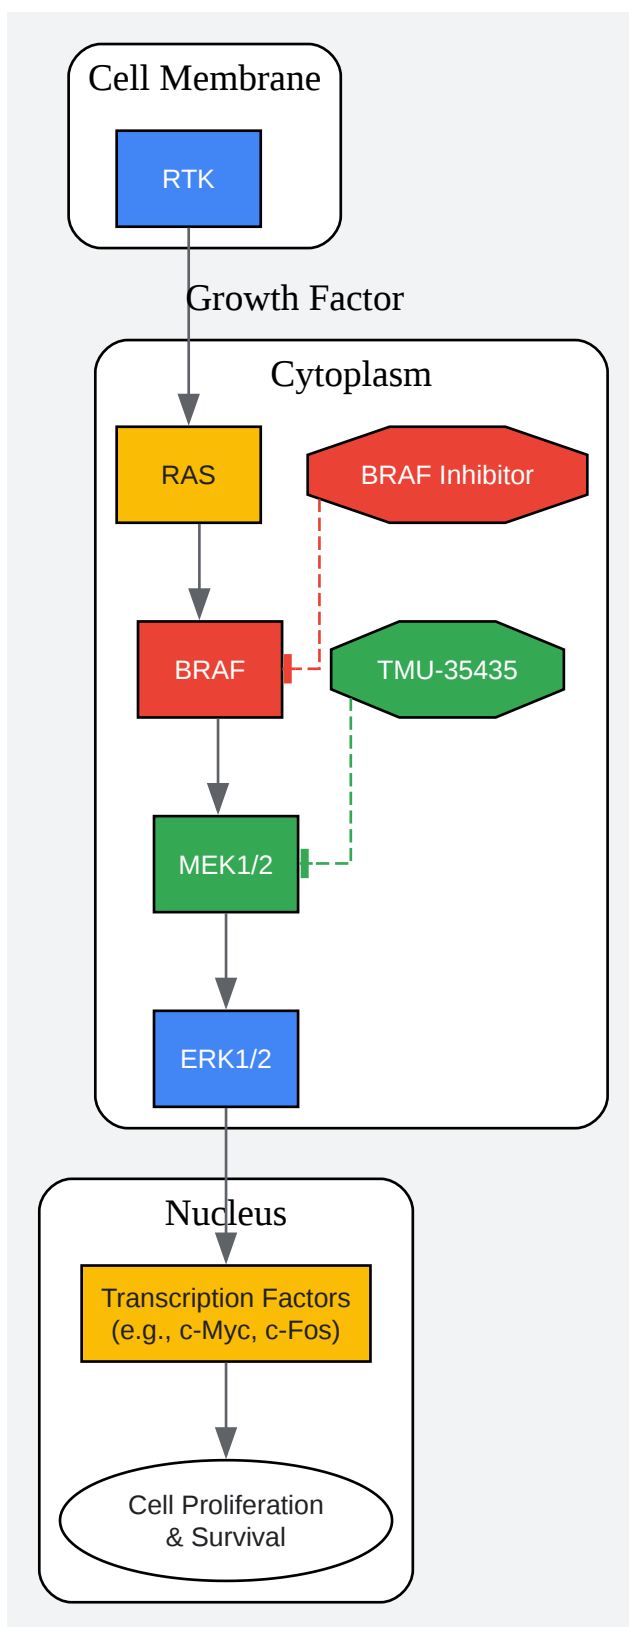 Cell Membrane
RTK
Growth Factor
Cytoplasm
RAS
BRAF Inhibitor
BRAF
TMU-35435
MEK1/2
ERK1/2
Nucleus
Transcription Factors
(e.g., c-Myc, c-Fos)
Cell Proliferation
& Survival